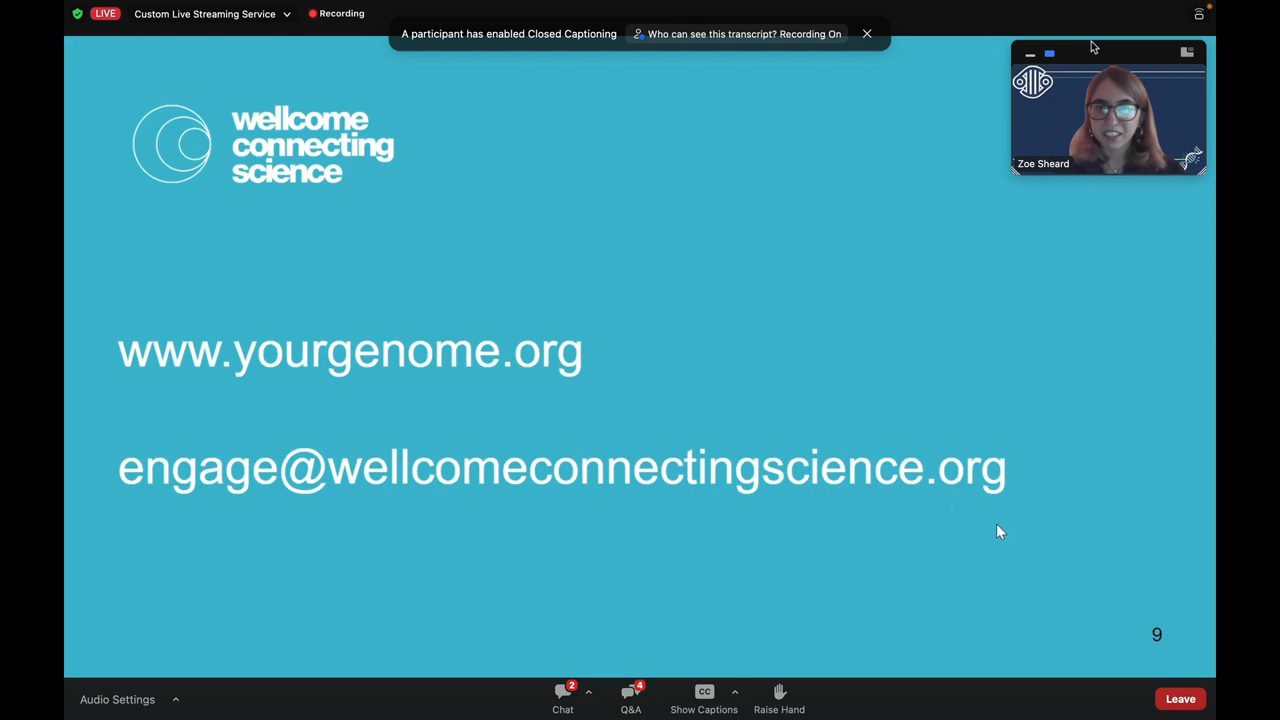 LIVE
Custom Live Streaming Service
Recording
A participant has enabled Closed Captioning
Who can see this transcript? Recording On
wellcome
connecting
science
Zoe Sheard
www.yourgenome.org
engage@wellcomeconnectingscience.org
9
Audio Settings
2
Chat
4
Q&A
CC
Show Captions
Raise Hand
Leave